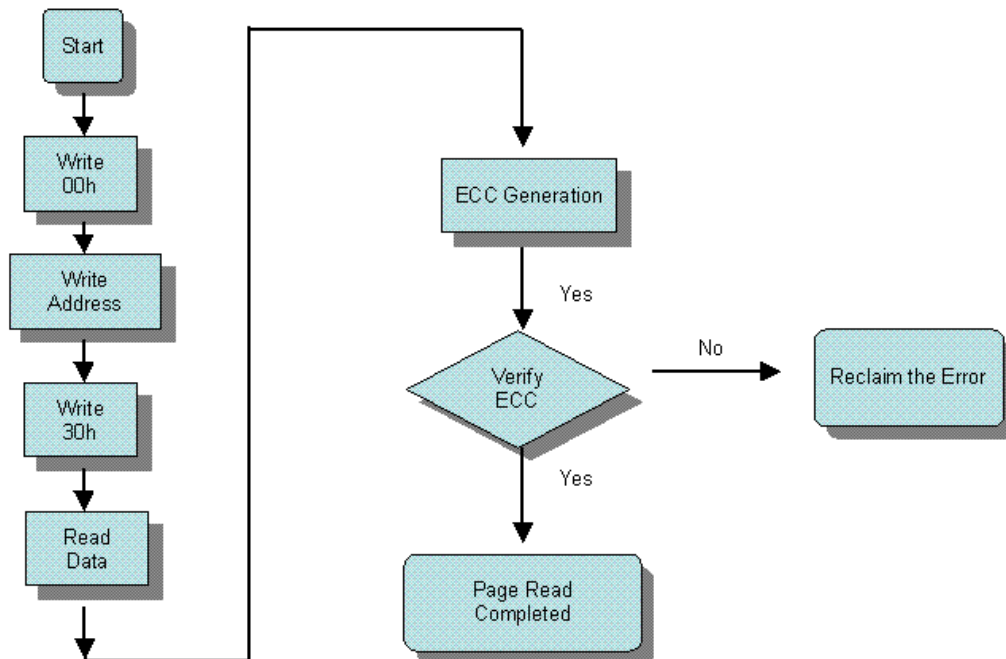 Start
Write
00h
Write
Address
Write
30h
Read
Data
ECC Generation
Yes
Verify
ECC
No
Reclaim the Error
Yes
Page Read
Completed